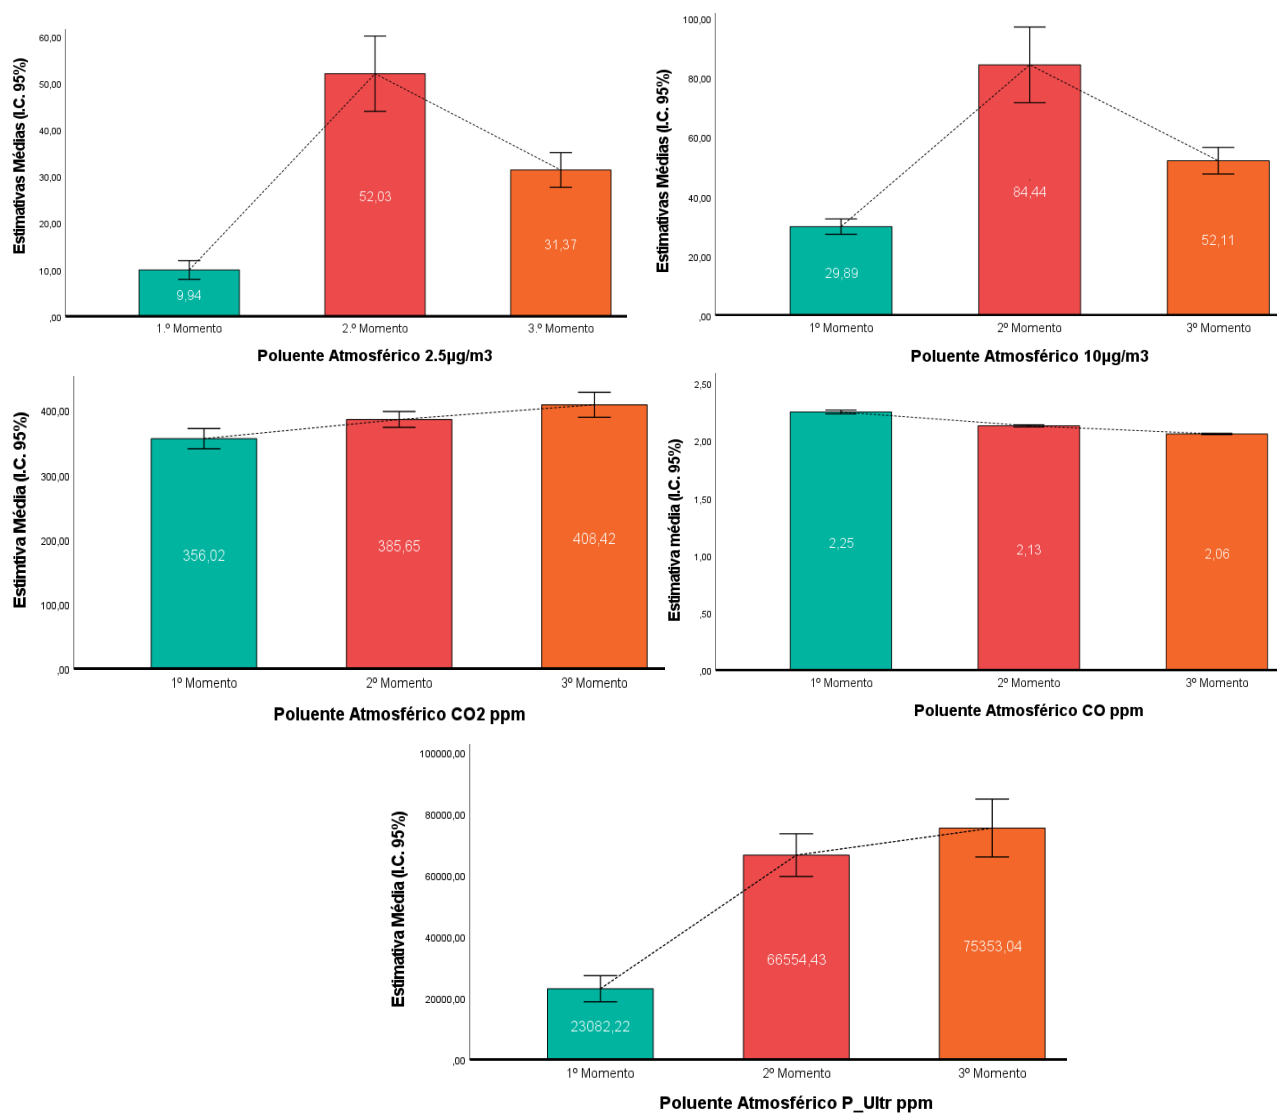 Estimativas Médias (I.C. 95%)
60,00
50,00
40,00
30,00
20,00
10,00
,00
9,94
52,03
31,37
1.º Momento
2.º Momento
3.º Momento
Poluente Atmosférico 2.5µg/m3
Estimativas Médias (I.C. 95%)
100,00
80,00
60,00
40,00
20,00
,00
29,89
84,44
52,11
1º Momento
2º Momento
3º Momento
Poluente Atmosférico 10µg/m3
Estimtiva Média (I.C. 95%)
400,00
300,00
200,00
100,00
,00
356,02
385,65
408,42
1º Momento
2º Momento
3º Momento
Poluente Atmosférico CO2 ppm
Estimativa média (I.C. 95%)
2,50
2,00
1,50
1,00
,50
,00
2,25
2,13
2,06
1º Momento
2º Momento
3º Momento
Poluente Atmosférico CO ppm
Estimativa Média (I.C. 95%)
100000,00
80000,00
60000,00
40000,00
20000,00
,00
23082,22
66554,43
75353,04
1º Momento
2º Momento
3º Momento
Poluente Atmosférico P_Ultr ppm